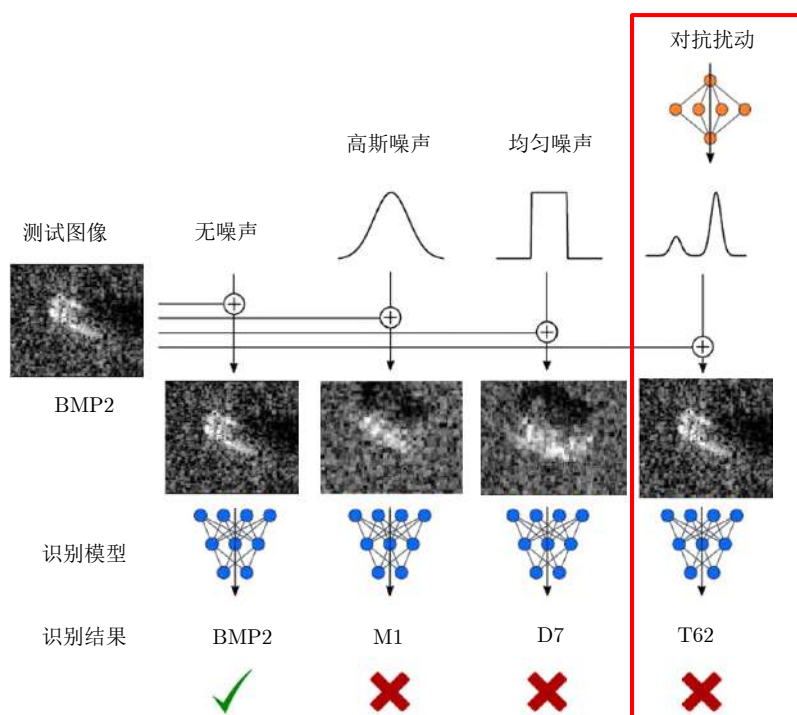 对抗扰动
高斯噪声
均匀噪声
测试图像
无噪声
BMP2
识别模型
识别结果
BMP2
M1
D7
T62